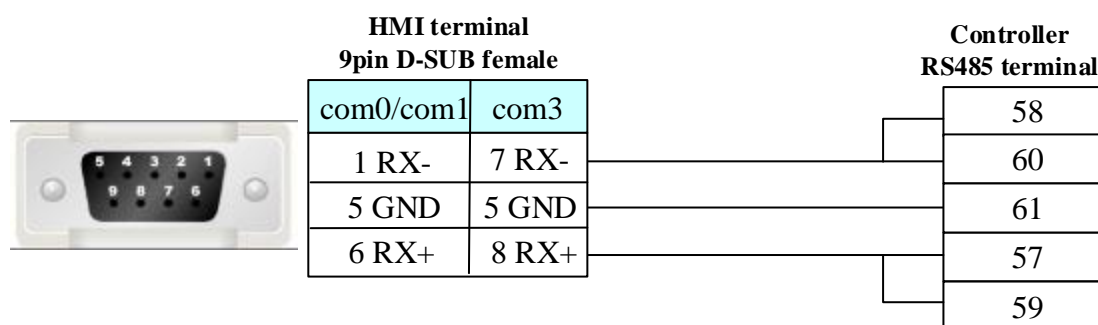 HMI terminal
9pin D-SUB female
Controller
RS485 terminal
com0/com1 com3
58
5 4 3 2 1
1 RX- 7 RX-
60
9 8 7 6
5 GND 5 GND
61
6 RX+ 8 RX+
57
59